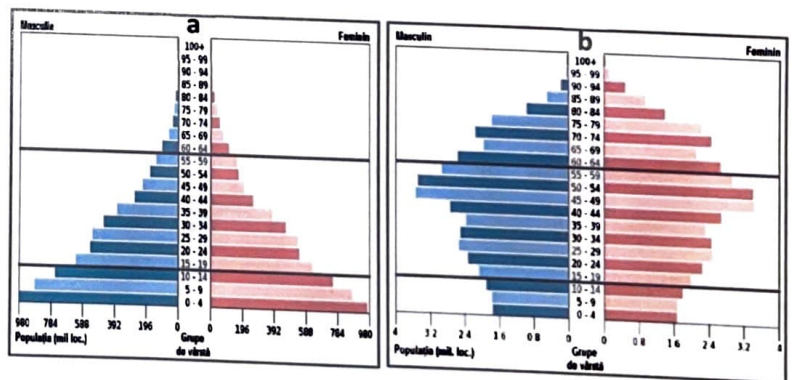 a
Masculin
Feminin
100+
95 - 99
90 - 94
85 - 89
80 - 84
75 - 79
70 - 74
65 - 69
60 - 64
55 - 59
50 - 54
45 - 49
40 - 44
35 - 39
30 - 34
25 - 29
20 - 24
15 - 19
10 - 14
5 - 9
0 - 4
980 784 588 392 196 0 0 196 392 588 784 980
Populația (mii loc.)
Grupe
de vârstă
b
Masculin
Feminin
100+
95 - 99
90 - 94
85 - 89
80 - 84
75 - 79
70 - 74
65 - 69
60 - 64
55 - 59
50 - 54
45 - 49
40 - 44
35 - 39
30 - 34
25 - 29
20 - 24
15 - 19
10 - 14
5 - 9
0 - 4
4 3 2 2 4 1 6 0 8 0 0 0 8 1 6 2 4 3.2 4
Populația (mil. loc.)
Grupe
de vârstă